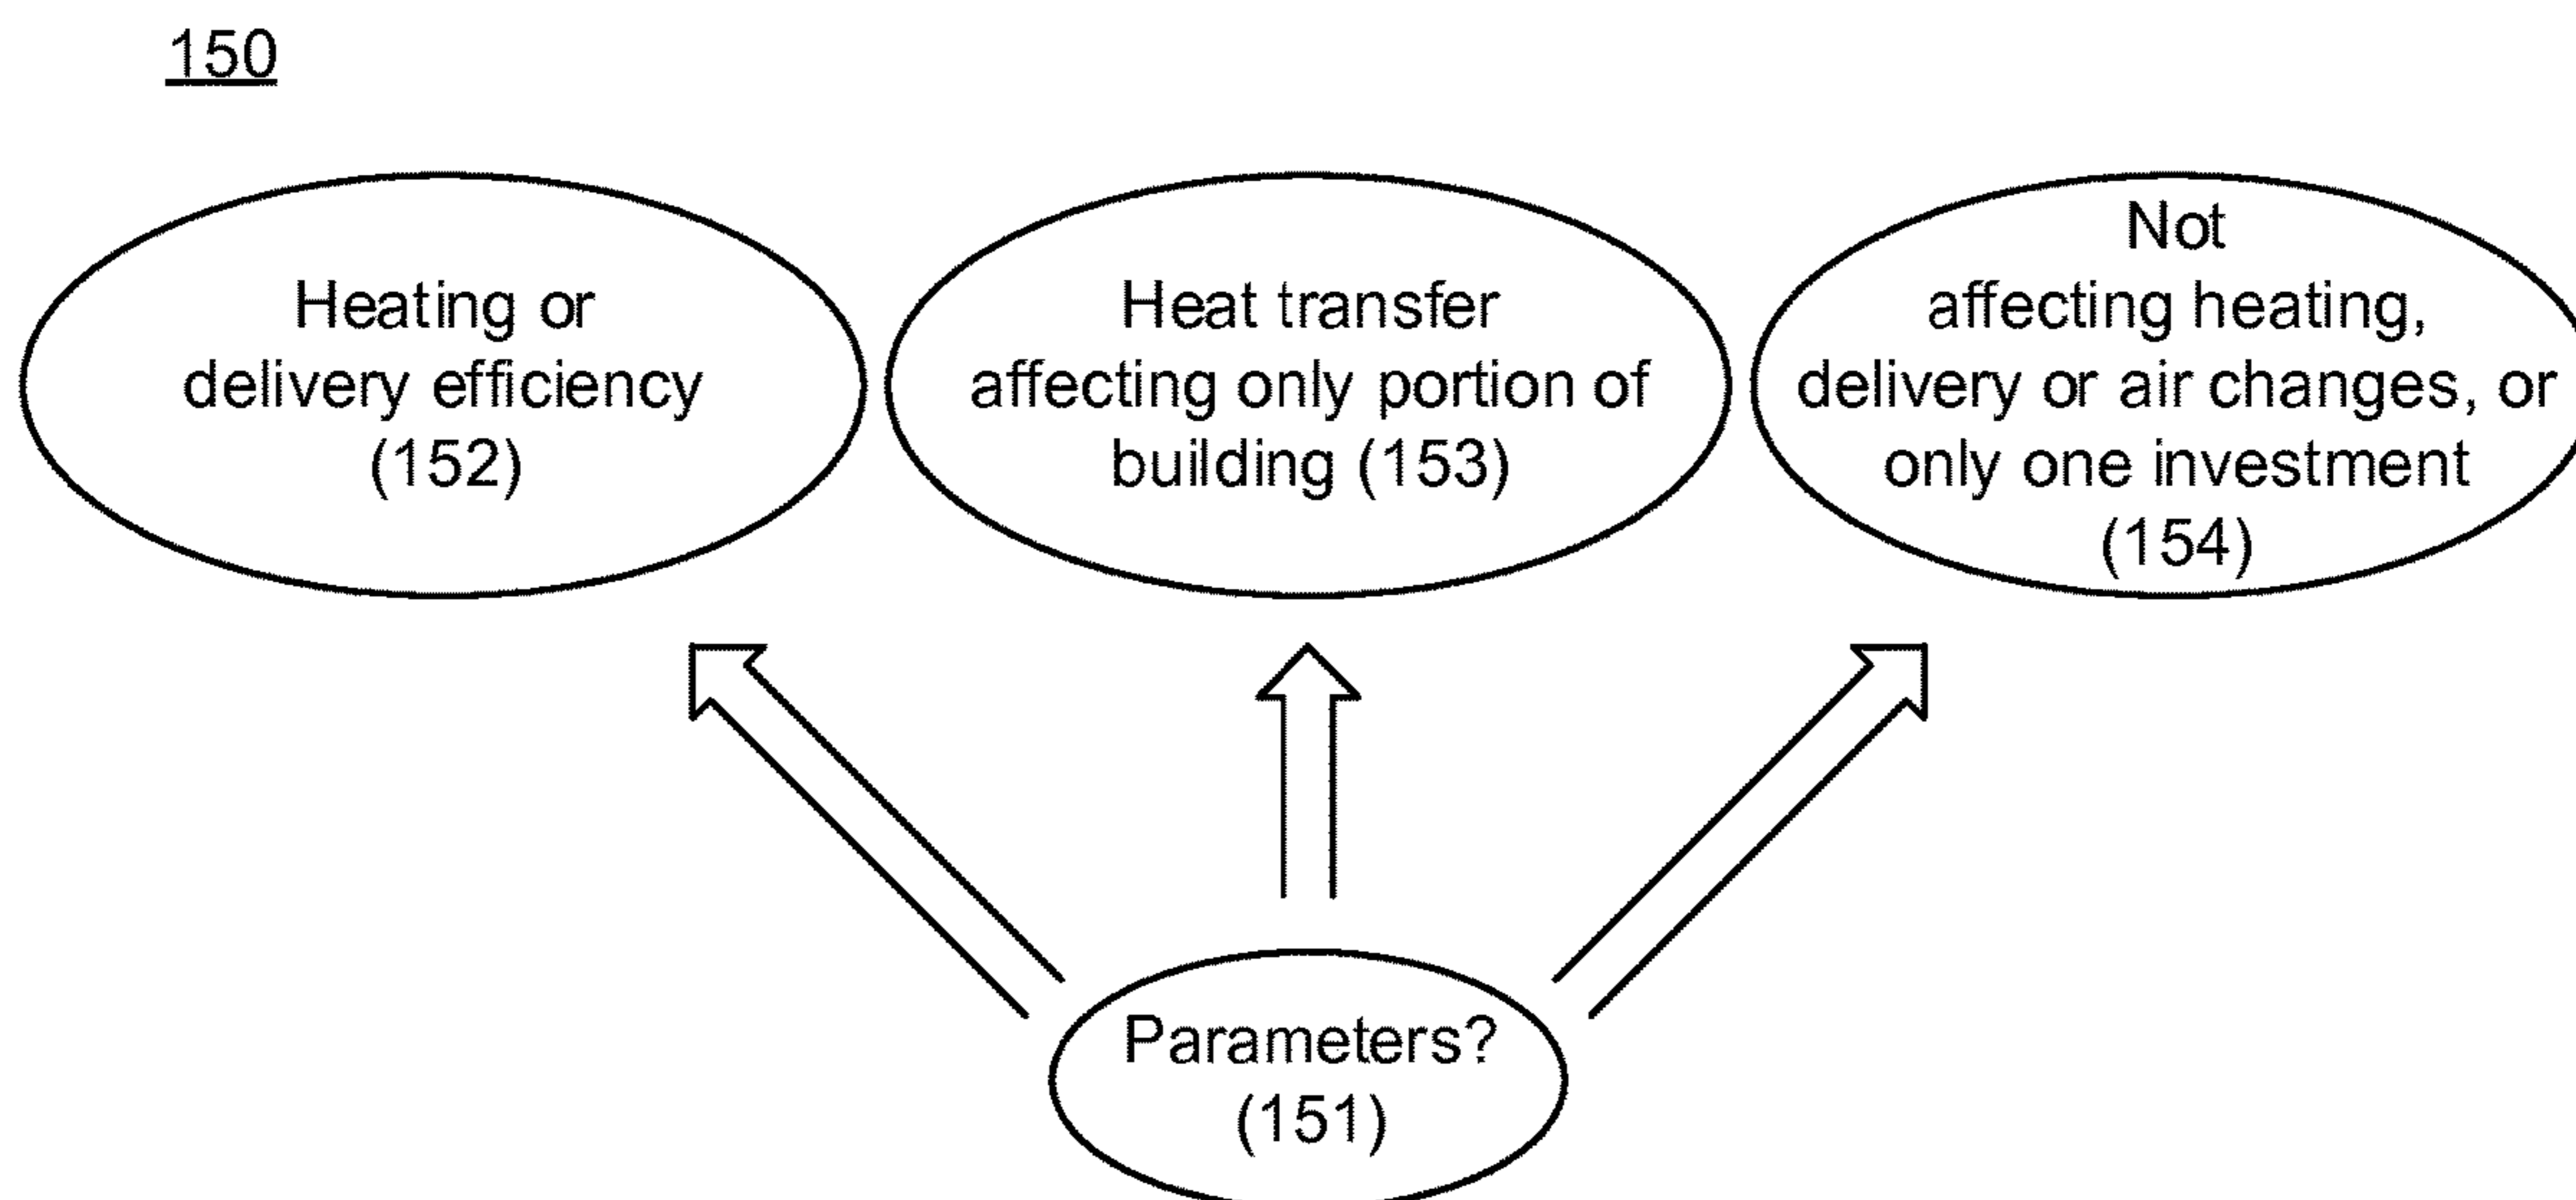 150
Heating or
delivery efficiency
(152)
Heat transfer
affecting only portion of
building (153)
Not
affecting heating,
delivery or air changes, or
only one investment
(154)
Parameters?
(151)